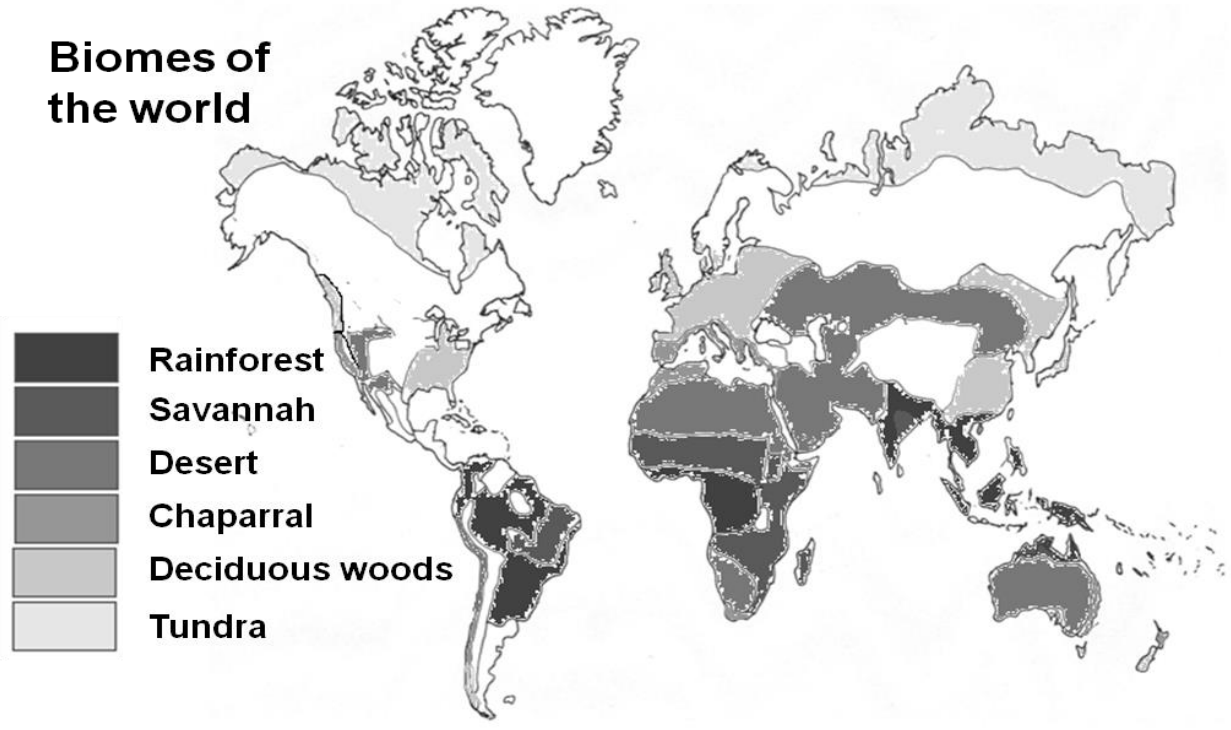 Biomes of
the world
Rainforest
Savannah
Desert
Chaparral
Deciduous woods
Tundra